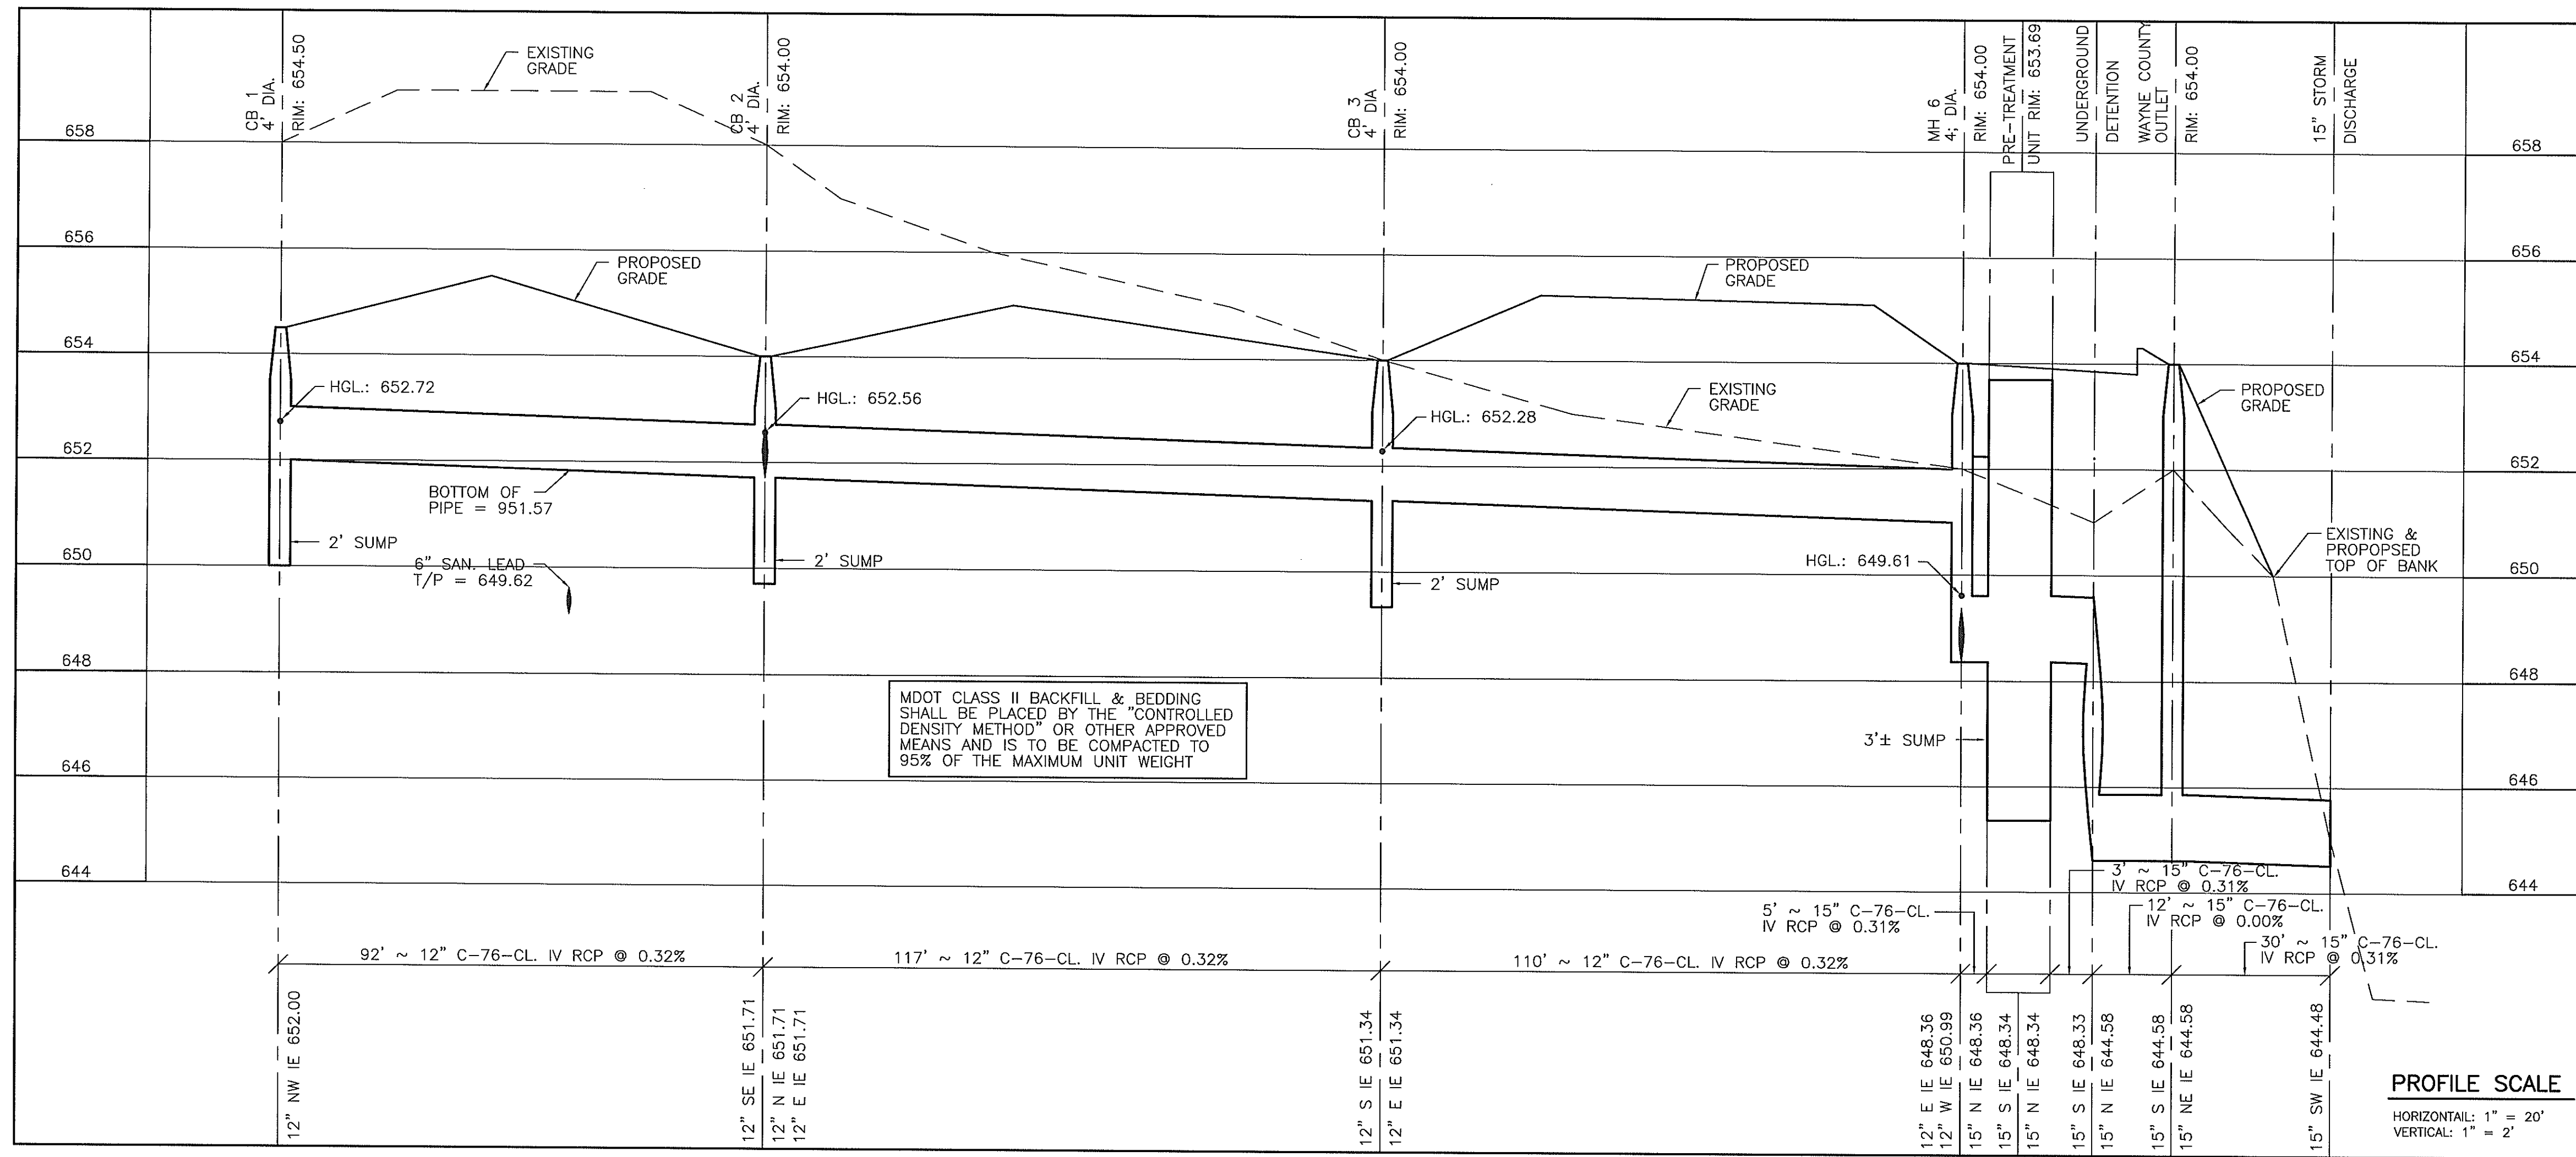 CB 1
4' DIA.
RIM: 654.50
EXISTING
GRADE
CB 2
4' DIA.
RIM: 654.00
CB 3
4' DIA
RIM: 654.00
MH 6
4; DIA.
RIM: 654.00
PRE-TREATMENT
UNIT RIM: 653.69
UNDERGROUND
DETENTION
WAYNE COUNTY
OUTLET
RIM: 654.00
15" STORM
DISCHARGE
658
658
656
656
PROPOSED
GRADE
PROPOSED
GRADE
654
654
HGL.: 652.72
HGL.: 652.56
HGL.: 652.28
EXISTING
GRADE
PROPOSED
GRADE
652
652
BOTTOM OF
PIPE = 951.57
2' SUMP
2' SUMP
2' SUMP
EXISTING &
PROPOPSED
TOP OF BANK
650
650
6" SAN. LEAD
T/P = 649.62
HGL.: 649.61
648
648
MDOT CLASS II BACKFILL & BEDDING
SHALL BE PLACED BY THE "CONTROLLED
DENSITY METHOD" OR OTHER APPROVED
MEANS AND IS TO BE COMPACTED TO
95% OF THE MAXIMUM UNIT WEIGHT
3'± SUMP
646
646
644
644
3' ~ 15" C-76-CL.
IV RCP @ 0.31%
5' ~ 15" C-76-CL.
IV RCP @ 0.31%
12' ~ 15" C-76-CL.
IV RCP @ 0.00%
30' ~ 15" C-76-CL.
IV RCP @ 0.31%
92' ~ 12" C-76-CL. IV RCP @ 0.32%
117' ~ 12" C-76-CL. IV RCP @ 0.32%
110' ~ 12" C-76-CL. IV RCP @ 0.32%
12" NW IE 652.00
12" SE IE 651.71
12" N IE 651.71
12" E IE 651.71
12" S IE 651.34
12" E IE 651.34
12" E IE 648.36
12" W IE 650.99
15" N IE 648.36
15" S IE 648.34
15" N IE 648.34
15" S IE 648.33
15" N IE 644.58
15" S IE 644.58
15" NE IE 644.58
15" SW IE 644.48
PROFILE SCALE
HORIZONTAIL: 1" = 20'
VERTICAL: 1" = 2'